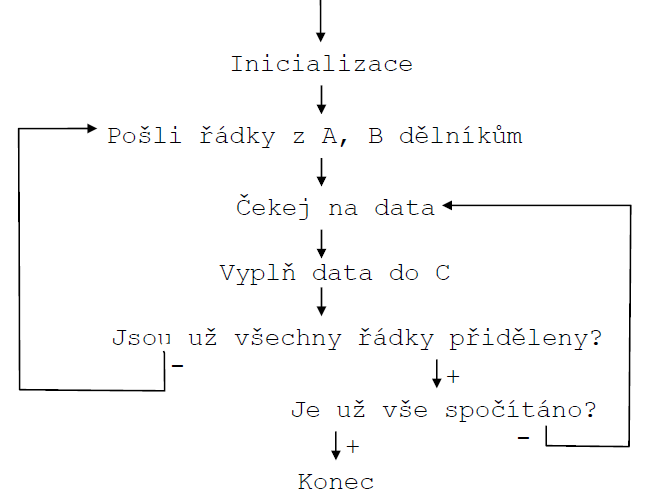 Inicializace
Pošli řádky z A, B dělníkům
Čekej na data
Vyplň data do C
Jsou už všechny řádky přiděleny?
-
+
Je už vše spočítáno?
-
+
Konec